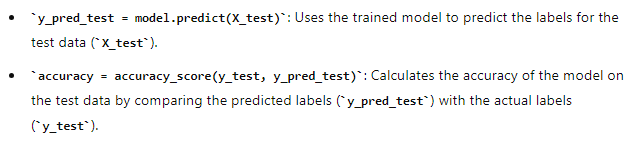 • `y_pred_test = model.predict(X_test)`: Uses the trained model to predict the labels for the
test data (`X_test`).
• `accuracy = accuracy_score(y_test, y_pred_test)`: Calculates the accuracy of the model on
the test data by comparing the predicted labels (`y_pred_test`) with the actual labels
(`y_test`).